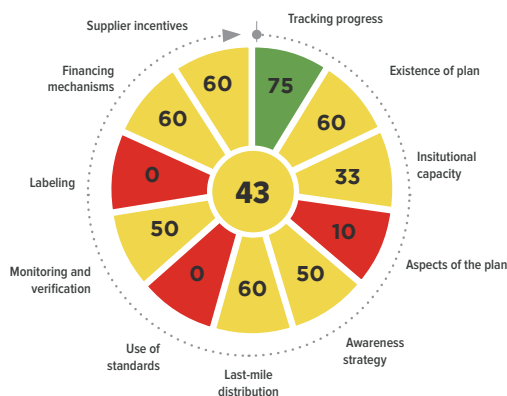 Tracking progress
75
Existence of plan
60
Insitutional
capacity
33
Aspects of the plan
10
Awareness
strategy
50
Last-mile
distribution
60
Use of
standards
0
Monitoring and
verification
50
Labeling
0
Financing
mechanisms
60
Supplier incentives
60
43